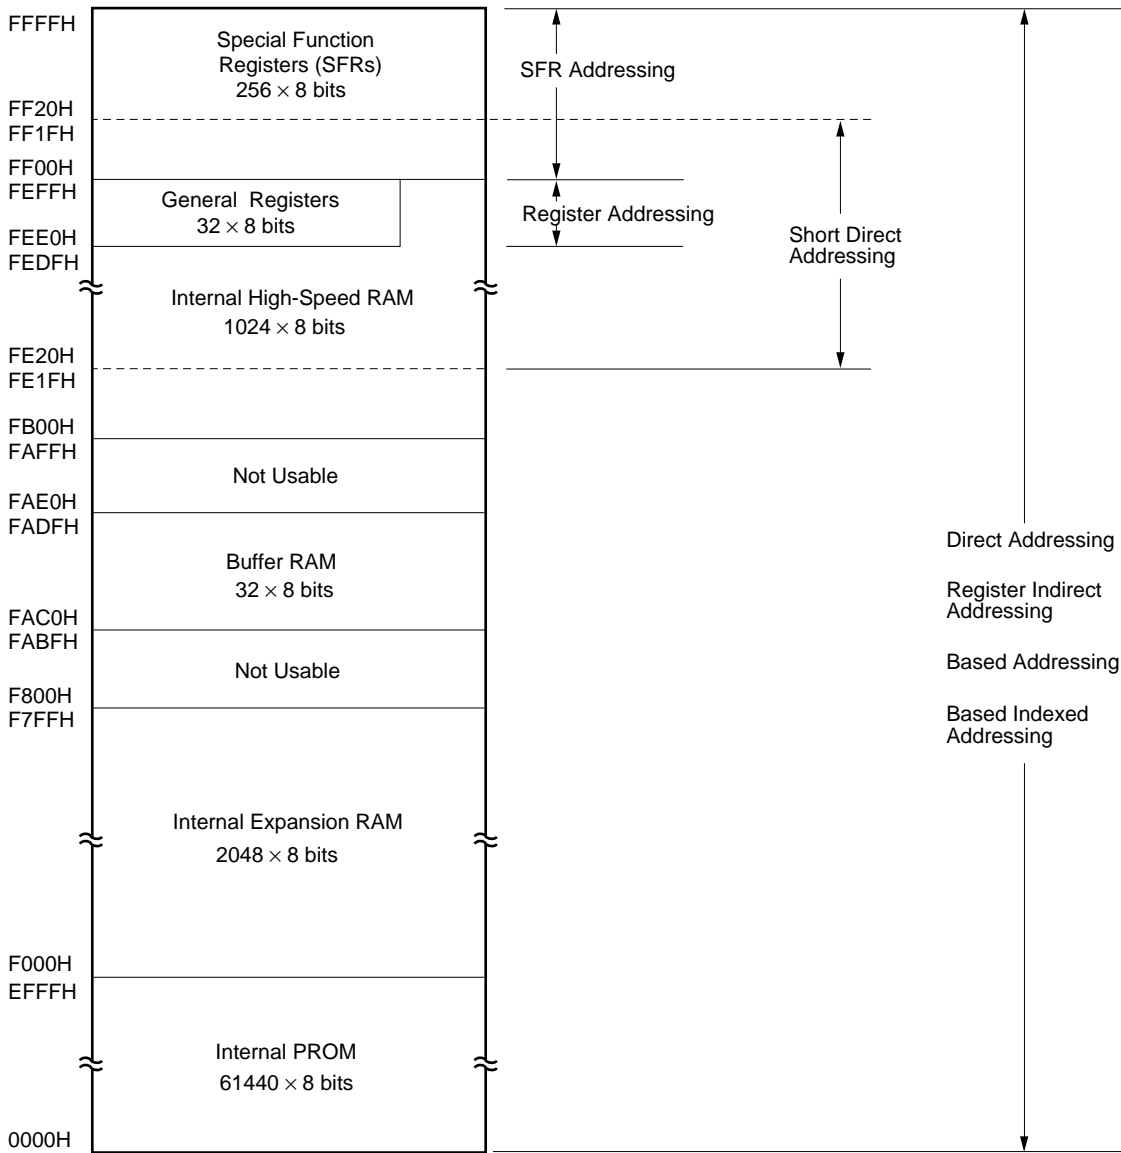 FFFFH
Special Function
Registers (SFRs)
256 × 8 bits
SFR Addressing
FF20H
FF1FH
FF00H
FEFFH
General Registers
32 × 8 bits
Register Addressing
FEE0H
FEDFH
Short Direct
Addressing
Internal High-Speed RAM
1024 × 8 bits
FE20H
FE1FH
FB00H
FAFFH
Not Usable
FAE0H
FADFH
Buffer RAM
32 × 8 bits
FAC0H
FABFH
Not Usable
F800H
F7FFH
Direct Addressing
Register Indirect
Addressing
Based Addressing
Based Indexed
Addressing
Internal Expansion RAM
2048 × 8 bits
F000H
EFFFH
Internal PROM
61440 × 8 bits
0000H